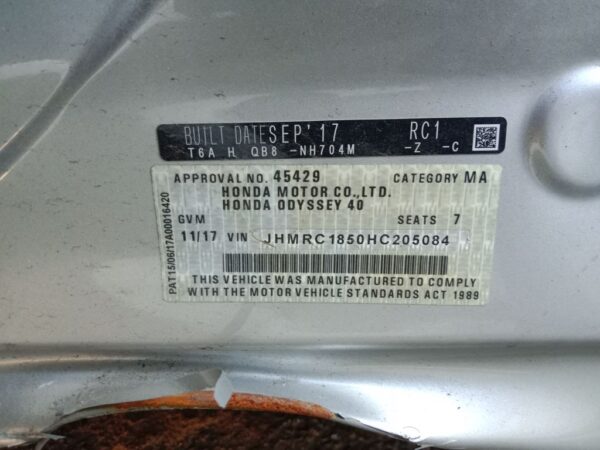 BUILT DATE SEP'17 RC1
T6A H QB8 -NH704M -Z -C
APPROVAL NO. 45429 CATEGORY MA
HONDA MOTOR CO.,LTD.
HONDA ODYSSEY 40
GVM SEATS 7
11/17 VIN JHMRC1850HC205084
THIS VEHICLE WAS MANUFACTURED TO COMPLY
WITH THE MOTOR VEHICLE STANDARDS ACT 1989
PAT15/06/17A00016420